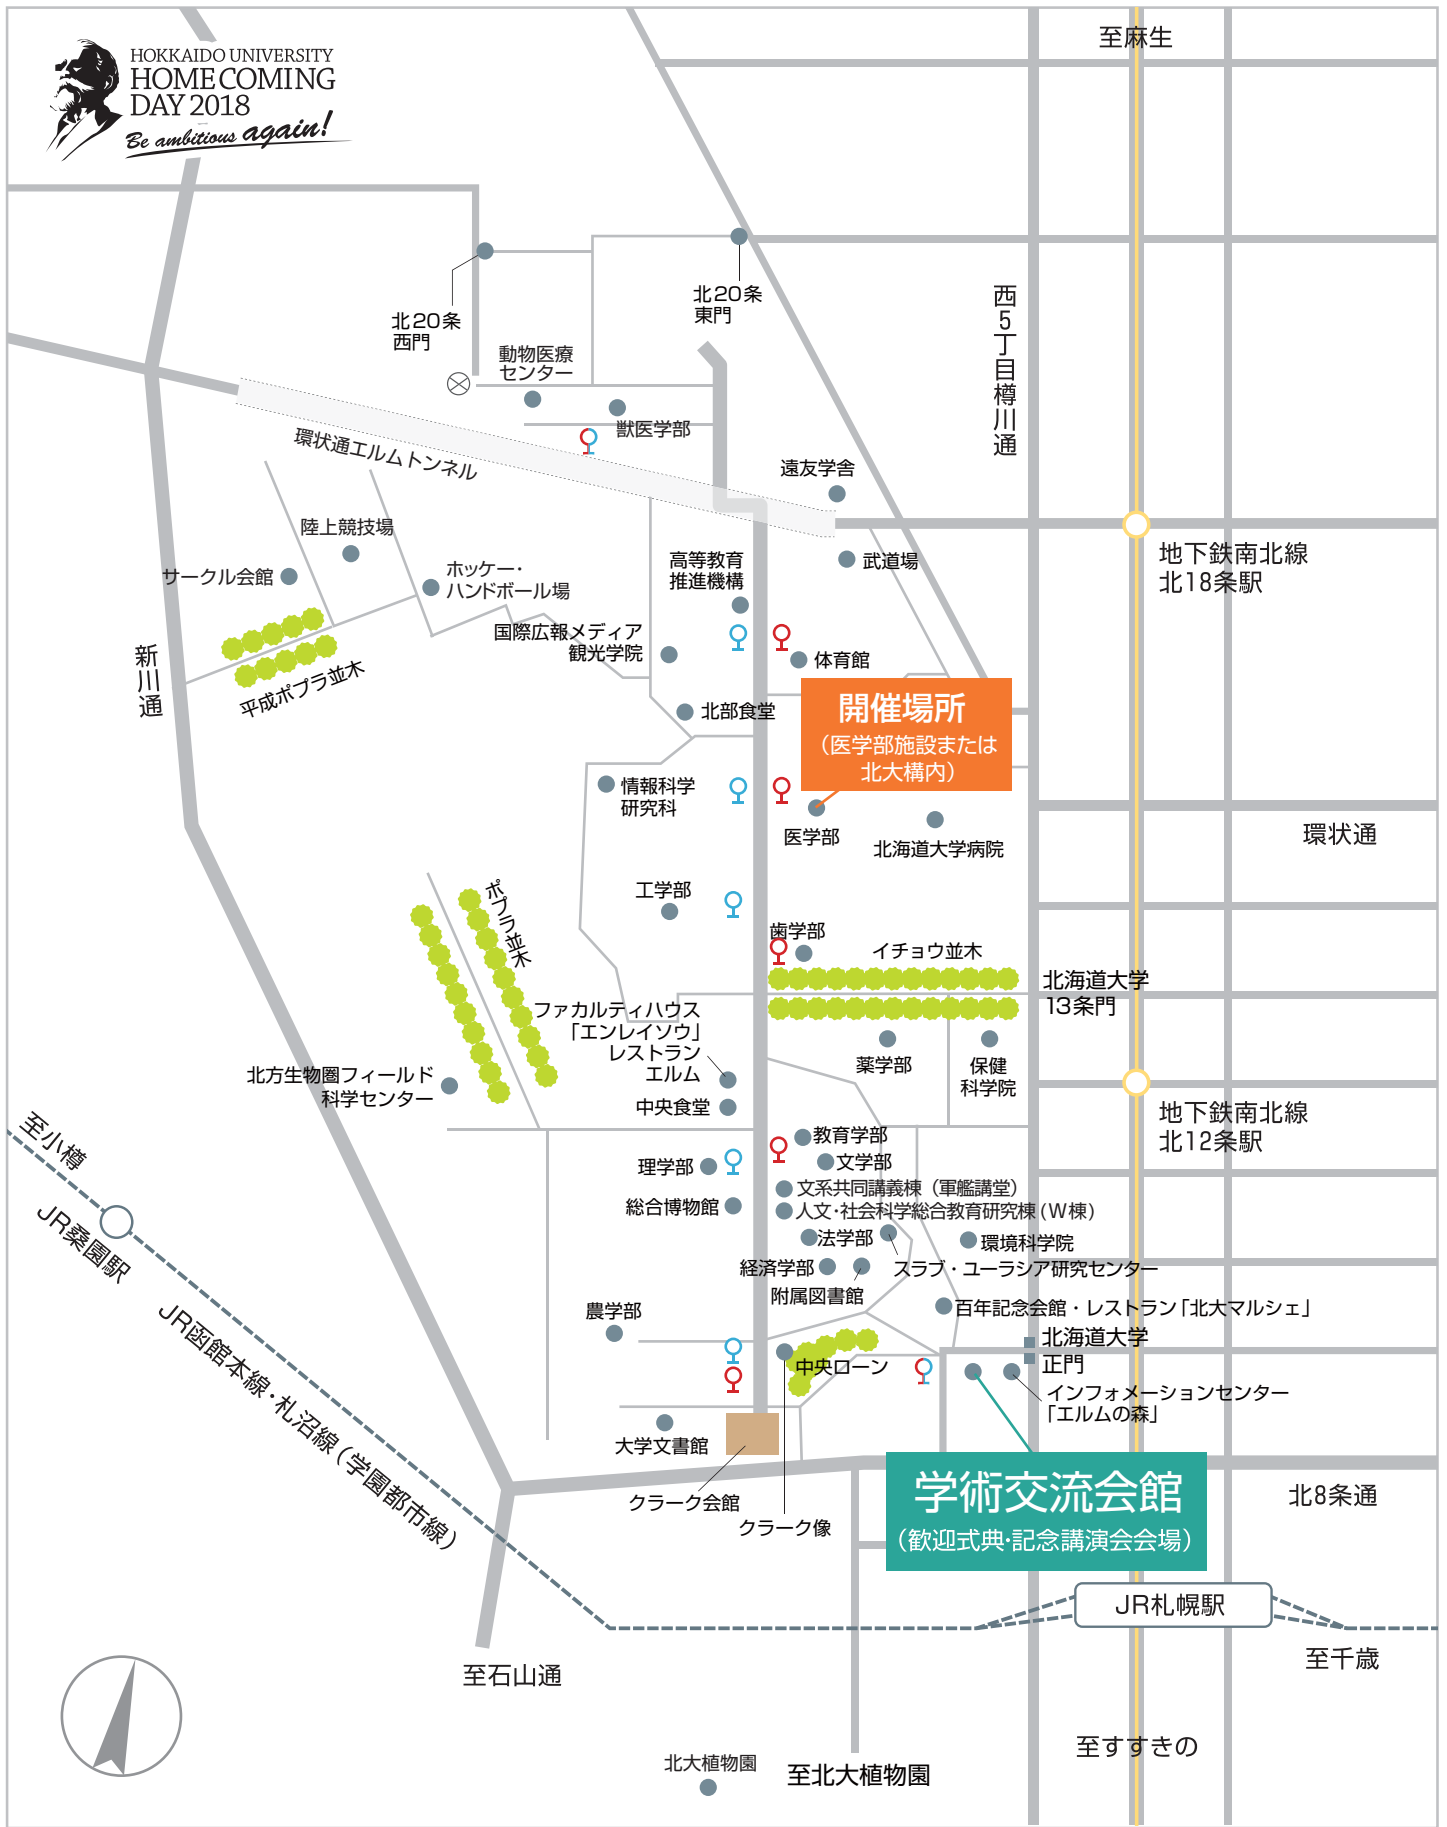 HOKKAIDO UNIVERSITY
HOME COMING
DAY 2018
Be ambitious again!
至麻生
北20条
西門
北20条
東門
西5丁目樽川通
動物医療
センター
獣医学部
環状通エルムトンネル
遠友学舎
陸上競技場
サークル会館
ホッケー・
ハンドボール場
高等教育
推進機構
武道場
地下鉄南北線
北18条駅
国際広報メディア
観光学院
体育館
新川通
平成ポプラ並木
北部食堂
開催場所
（医学部施設または
北大構内）
情報科学
研究科
医学部
北海道大学病院
環状通
工学部
ポプラ並木
歯学部
イチョウ並木
北海道大学
13条門
ファカルティハウス
「エンレイソウ」
レストラン
エルム
薬学部
保健
科学院
北方生物圏フィールド
科学センター
中央食堂
地下鉄南北線
北12条駅
至小樽
教育学部
文学部
理学部
文系共同講義棟（軍艦講堂）
総合博物館
人文・社会科学総合教育研究棟(W棟)
JR桑園駅
法学部
環境科学院
経済学部
スラブ・ユーラシア研究センター
附属図書館
農学部
百年記念会館・レストラン「北大マルシェ」
JR函館本線・札沼線（学園都市線）
北海道大学
正門
中央ローン
インフォメーションセンター
「エルムの森」
大学文書館
クラーク会館
クラーク像
学術交流会館
（歓迎式典・記念講演会会場）
北8条通
JR札幌駅
至石山通
至千歳
至すすきの
北大植物園
至北大植物園